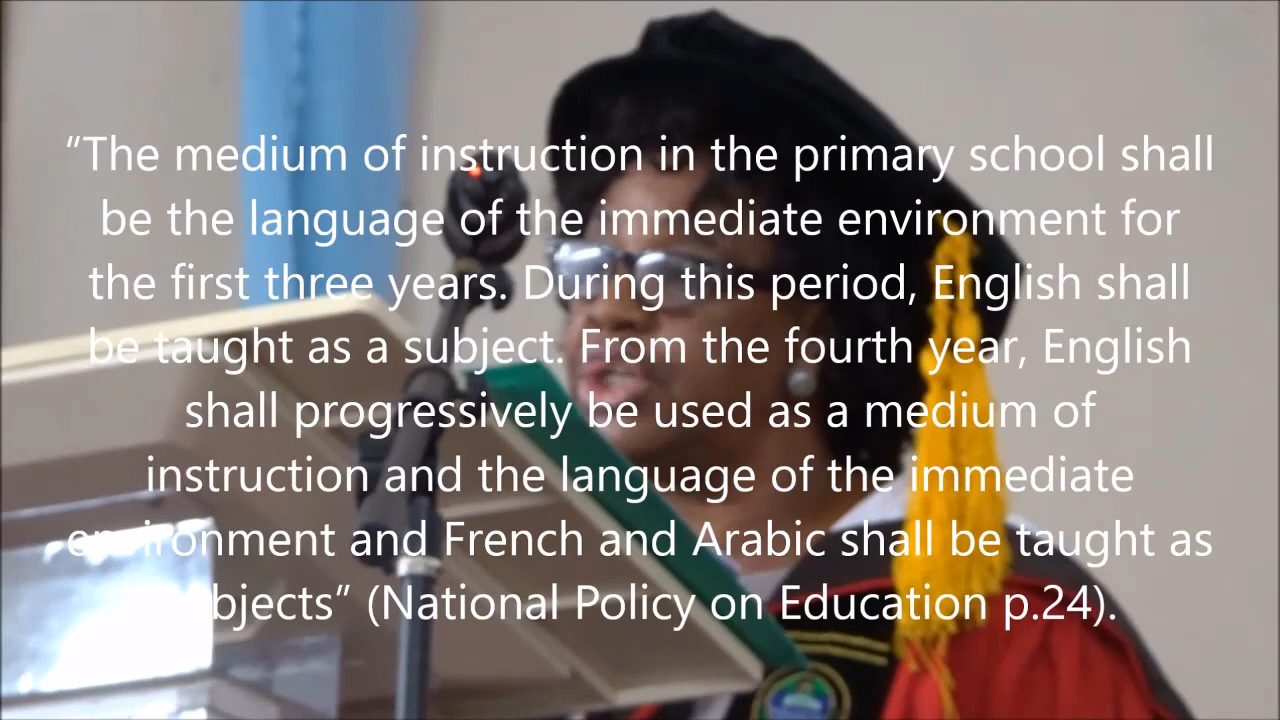 “The medium of instruction in the primary school shall
be the language of the immediate environment for
the first three years. During this period, English shall
be taught as a subject. From the fourth year, English
shall progressively be used as a medium of
instruction and the language of the immediate
environment and French and Arabic shall be taught as
subjects” (National Policy on Education p.24).